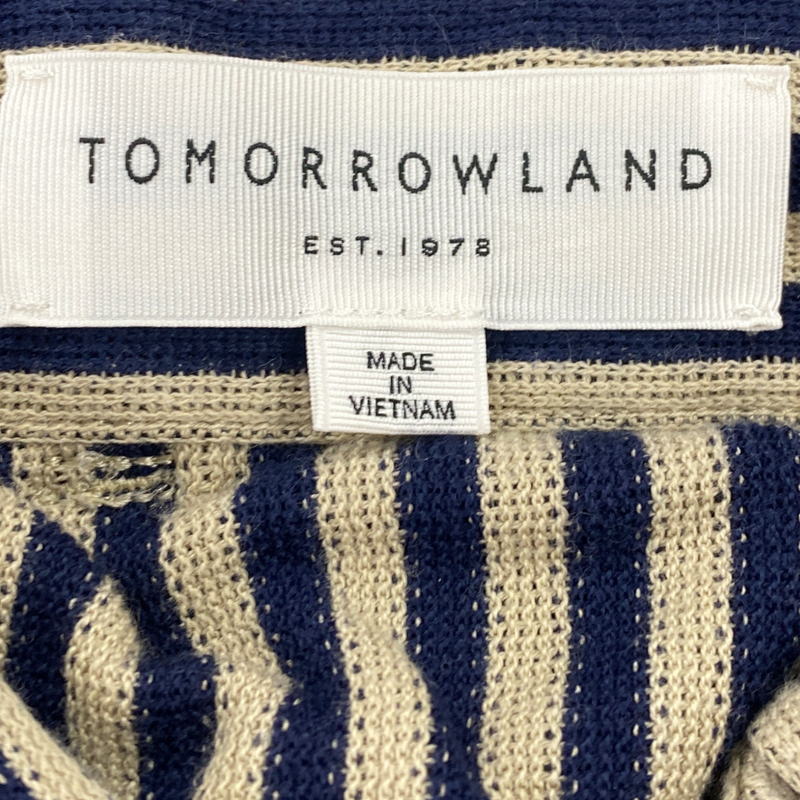 TOMORROWLAND
EST. 1978
MADE
IN
VIETNAM